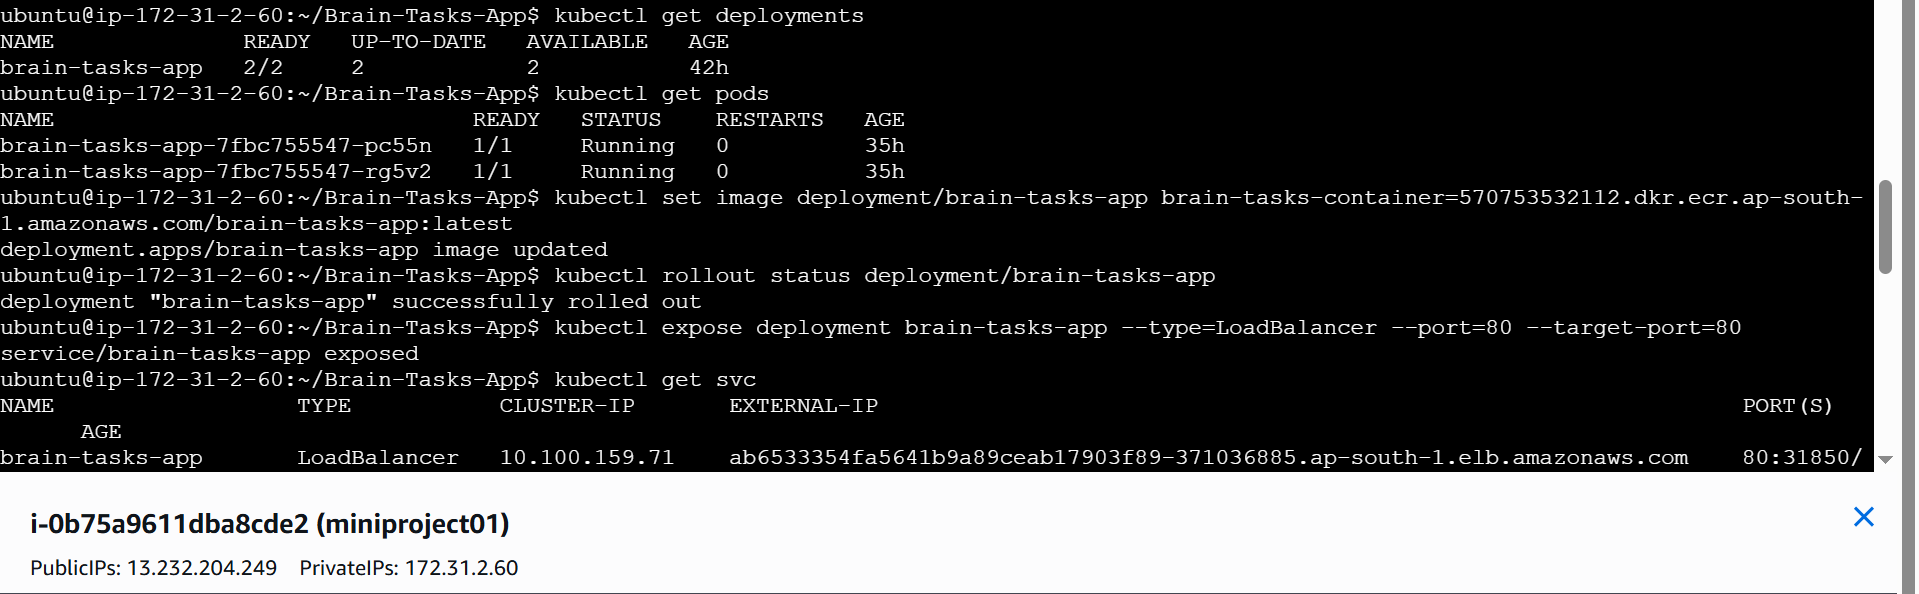 ubuntu@ip-172-31-2-60:~/Brain-Tasks-App$ kubectl get deployments
NAME              READY   UP-TO-DATE   AVAILABLE   AGE
brain-tasks-app   2/2     2            2           42h
ubuntu@ip-172-31-2-60:~/Brain-Tasks-App$ kubectl get pods
NAME                               READY   STATUS    RESTARTS   AGE
brain-tasks-app-7fbc755547-pc55n   1/1     Running   0          35h
brain-tasks-app-7fbc755547-rg5v2   1/1     Running   0          35h
ubuntu@ip-172-31-2-60:~/Brain-Tasks-App$ kubectl set image deployment/brain-tasks-app brain-tasks-container=570753532112.dkr.ecr.ap-south-
1.amazonaws.com/brain-tasks-app:latest
deployment.apps/brain-tasks-app image updated
ubuntu@ip-172-31-2-60:~/Brain-Tasks-App$ kubectl rollout status deployment/brain-tasks-app
deployment "brain-tasks-app" successfully rolled out
ubuntu@ip-172-31-2-60:~/Brain-Tasks-App$ kubectl expose deployment brain-tasks-app --type=LoadBalancer --port=80 --target-port=80
service/brain-tasks-app exposed
ubuntu@ip-172-31-2-60:~/Brain-Tasks-App$ kubectl get svc
NAME                  TYPE           CLUSTER-IP       EXTERNAL-IP                                                                PORT(S)
      AGE
brain-tasks-app       LoadBalancer   10.100.159.71    ab6533354fa5641b9a89ceab17903f89-371036885.ap-south-1.elb.amazonaws.com    80:31850/
i-0b75a9611dba8cde2 (miniproject01)
PublicIPs: 13.232.204.249 PrivateIPs: 172.31.2.60